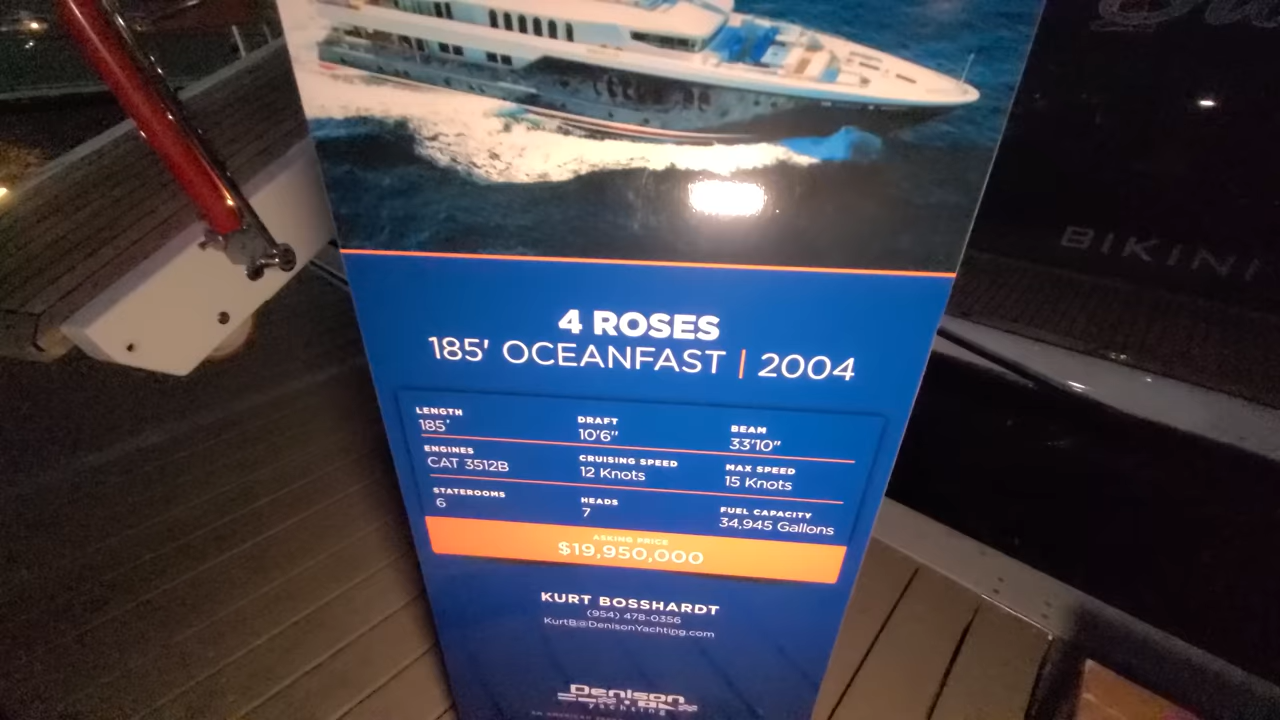 4 ROSES
185' OCEANFAST | 2004
LENGTH
185'
DRAFT
10'6"
BEAM
33'10"
ENGINES
CAT 3512B
CRUISING SPEED
12 Knots
MAX SPEED
15 Knots
STATEROOMS
6
HEADS
7
FUEL CAPACITY
34,945 Gallons
ASKING PRICE
$19,950,000
KURT BOSSHARDT
(954) 478-0356
KurtB@DenisonYachting.com
Denison
yachting
BIKINI